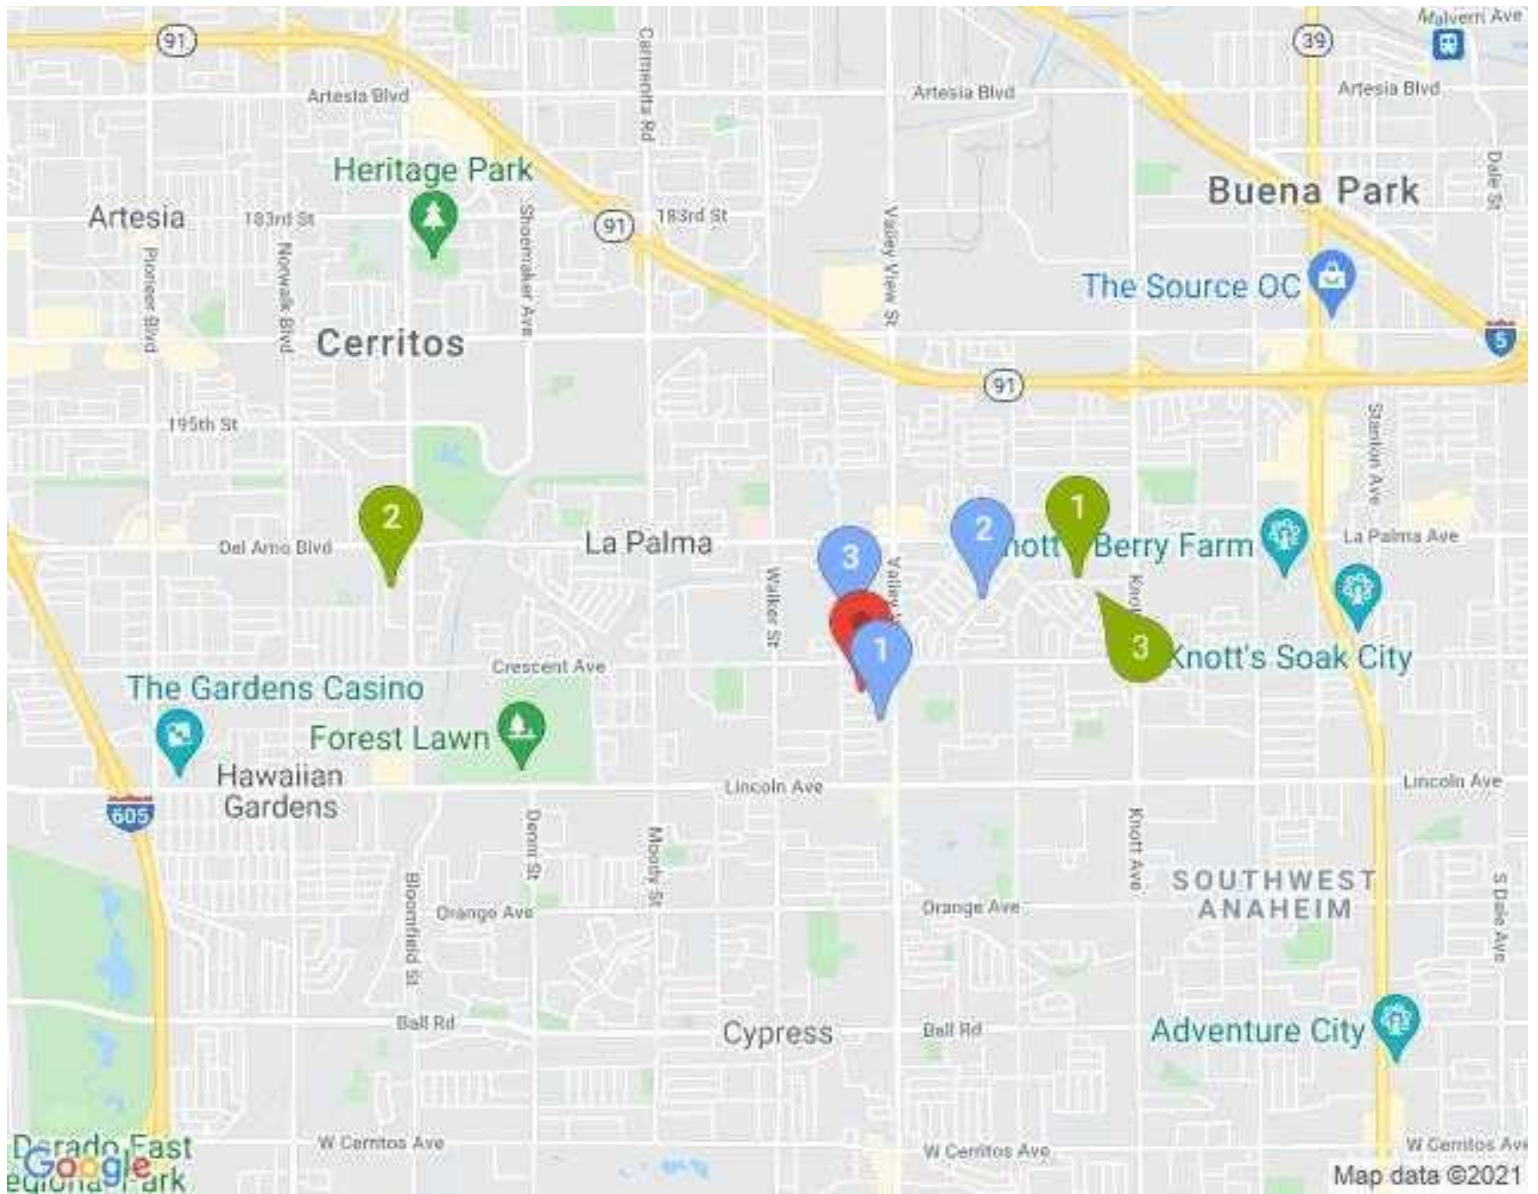 Malvern Ave
91
39
Carmenita Rd
Artesia Blvd
Artesia Blvd
Artesia Blvd
Heritage Park
Dale St
Buena Park
Artesia
183rd St
Shoemaker Ave
91
183rd St
Valley View St
Pioneer Blvd
Norwalk Blvd
The Source OC
Cerritos
5
91
195th St
Stanton Ave
2
1
2
Del Amo Blvd
La Palma
3
Berry Farm
La Palma Ave
Walker St
1
3
Crescent Ave
Knott's Soak City
The Gardens Casino
Forest Lawn
Hawaiian
Gardens
Lincoln Ave
Lincoln Ave
605
Denni St
Moody St
Knott Ave
Bloomfield St
SOUTHWEST
ANAHEIM
S Dale Ave
Orange Ave
Orange Ave
Ball Rd
Cypress
Ball Rd
Adventure City
W Cerritos Ave
W Cerritos Ave
W Cerritos Ave
Dorado East
Google
Map data ©2021